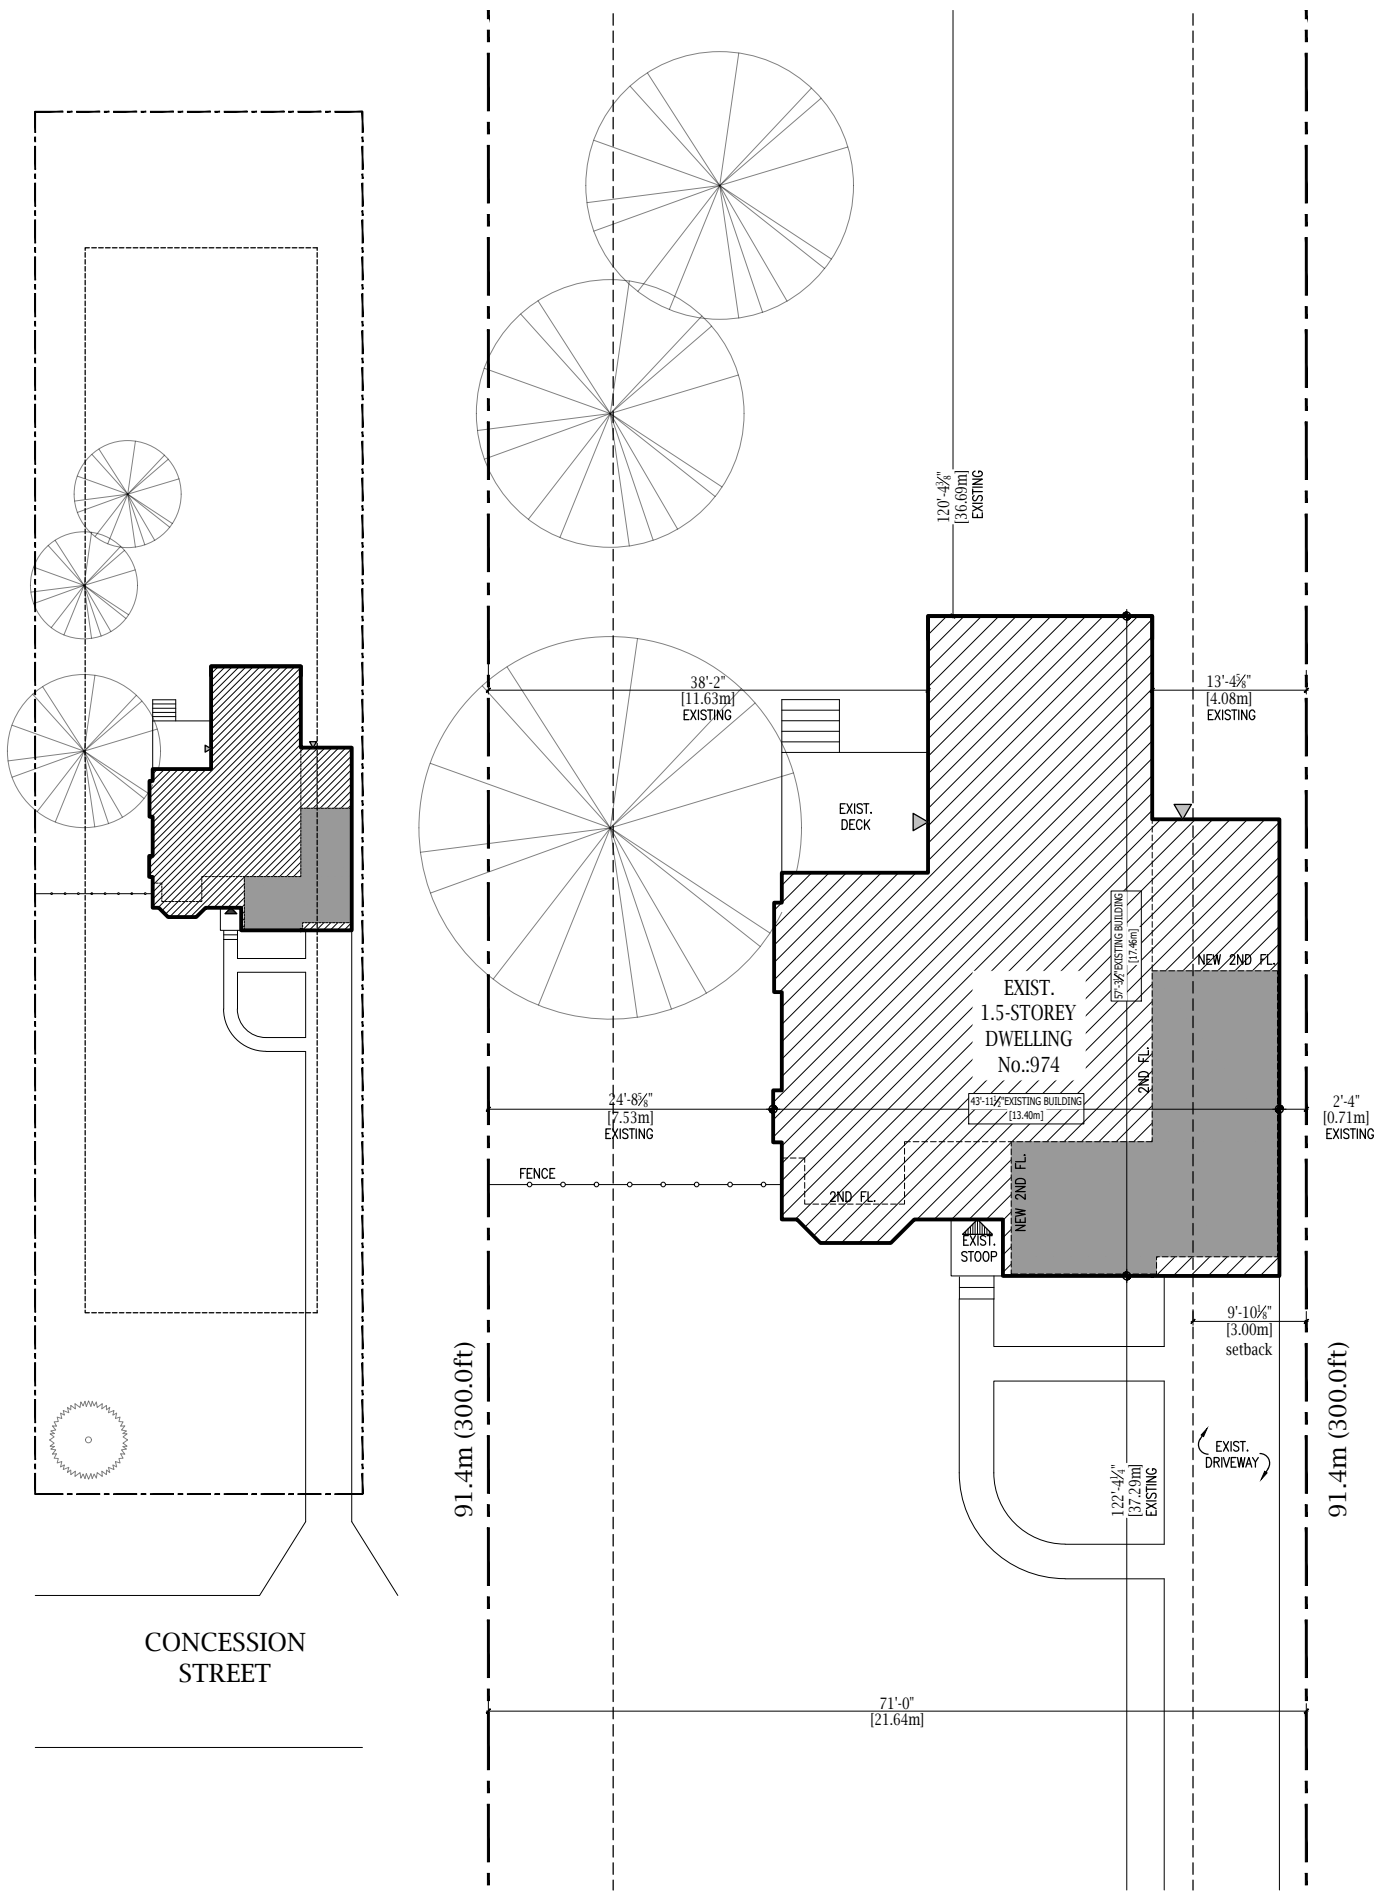 120'-4⅜"
[36.69m]
EXISTING
38'-2"
[11.63m]
EXISTING
13'-4⅝"
[4.08m]
EXISTING
EXIST.
DECK
57'-3½" EXISTING BUILDING
[17.46m]
NEW 2ND FL.
EXIST.
1.5-STOREY
DWELLING
No.:974
2ND FL.
43'-11½" EXISTING BUILDING
[13.40m]
24'-8⅝"
[7.53m]
EXISTING
2'-4"
[0.71m]
EXISTING
FENCE
2ND FL.
NEW 2ND FL.
EXIST.
STOOP
9'-10⅛"
[3.00m]
setback
91.4m (300.0ft)
91.4m (300.0ft)
EXIST.
DRIVEWAY
122'-4¼"
[37.29m]
EXISTING
CONCESSION
STREET
71'-0"
[21.64m]